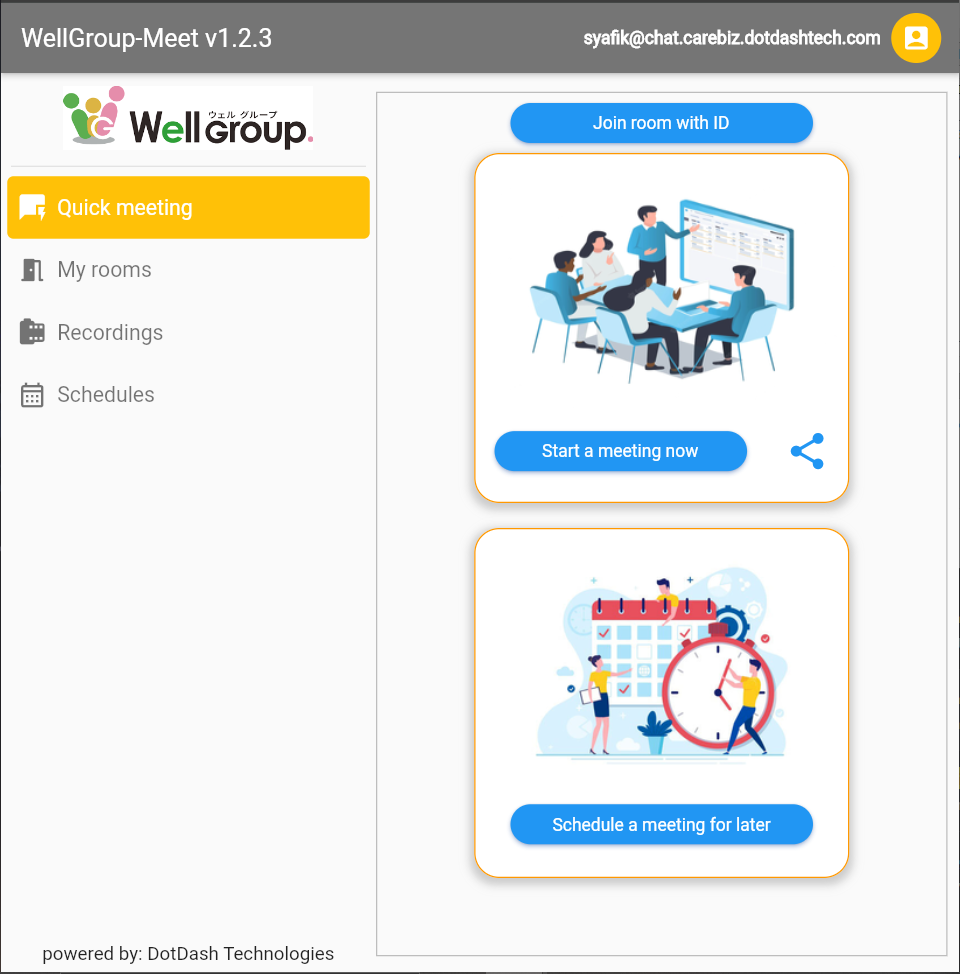 WellGroup-Meet v1.2.3
syafik@chat.carebiz.dotdashtech.com
ウェル グループ
Well Group.
Quick meeting
My rooms
Recordings
Schedules
powered by: DotDash Technologies
Join room with ID
Start a meeting now
Schedule a meeting for later